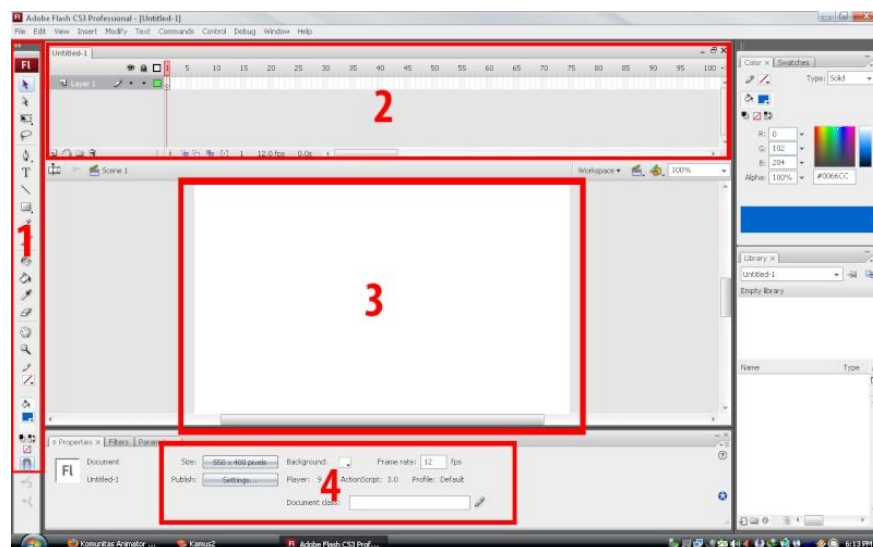 Adobe Flash CS3 Professional - [Untitled-1]
File Edit View Insert Modify Text Commands Control Debug Window Help
Untitled-1
Fl
1 5 10 15 20 25 30 35 40 45 50 55 60 65 70 75 80 85 90 95 100
Layer 1
2
1 12.0 fps 0.0s
Scene 1
Workspace
100%
T
1
3
Properties × Filters
Fl
Document
Untitled-1
Size: 550 x 400 pixels Background: Frame rate: 12 fps
Publish: Settings... Player: 9 ActionScript: 3.0 Profile: Default
Document class:
4
Color × Swatches
Type: Solid
R: 0
G: 102
B: 204
Alpha: 100% #0066CC
Library ×
Untitled-1
Empty library
Name Type
0
Komunitas Animator ... Kamus2 Adobe Flash CS3 Prof... 6:13 PM